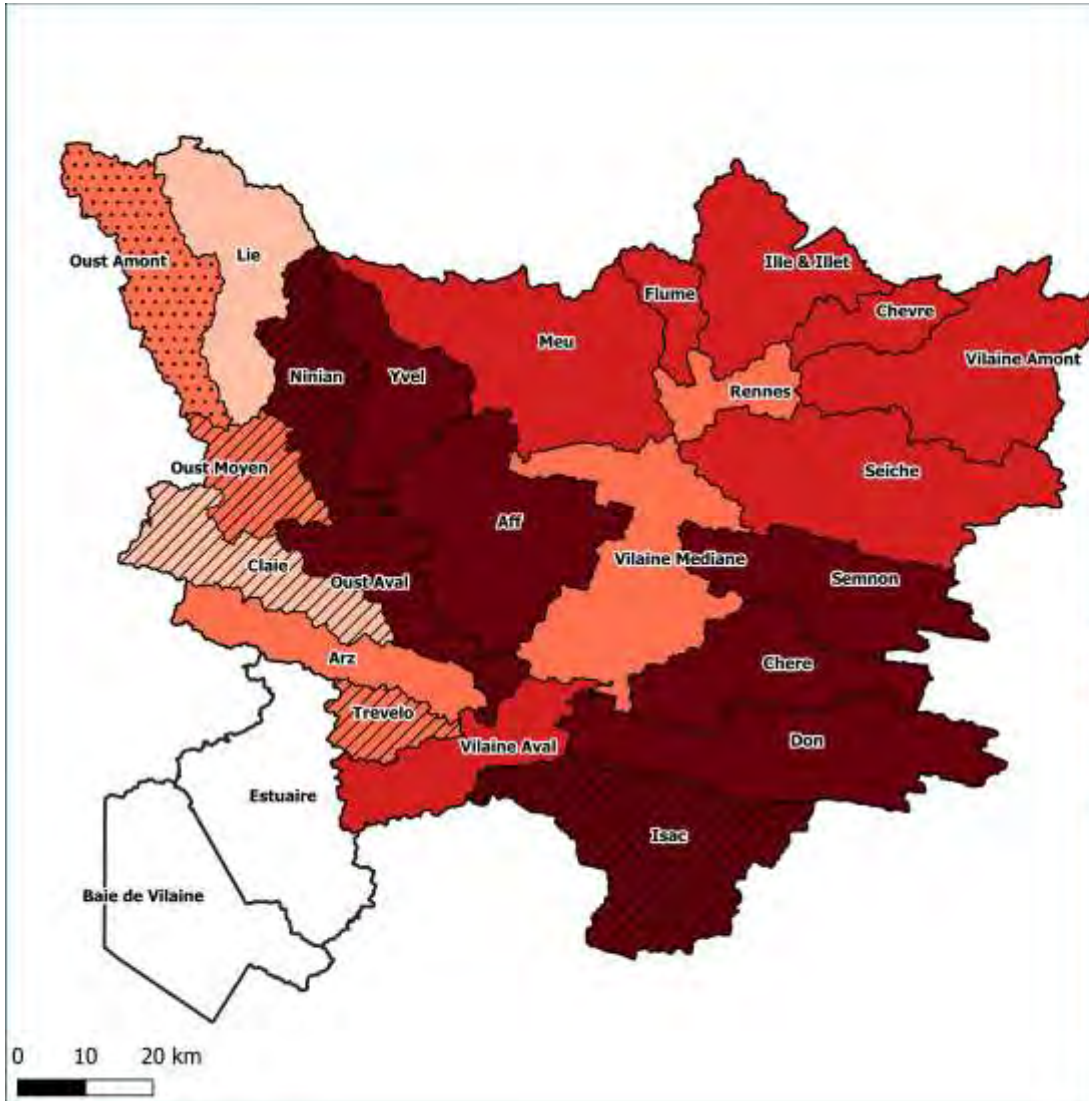 Oust Amont
Lie
Ille & Illet
Flume
Chevre
Meu
Vilaine Amont
Ninian
Yvel
Rennes
Oust Moyen
Seiche
Aff
Claie
Oust Aval
Vilaine Mediane
Semnon
Arz
Chere
Trevelo
Vilaine Aval
Don
Estuaire
Isac
Baie de Vilaine
0 10 20 km